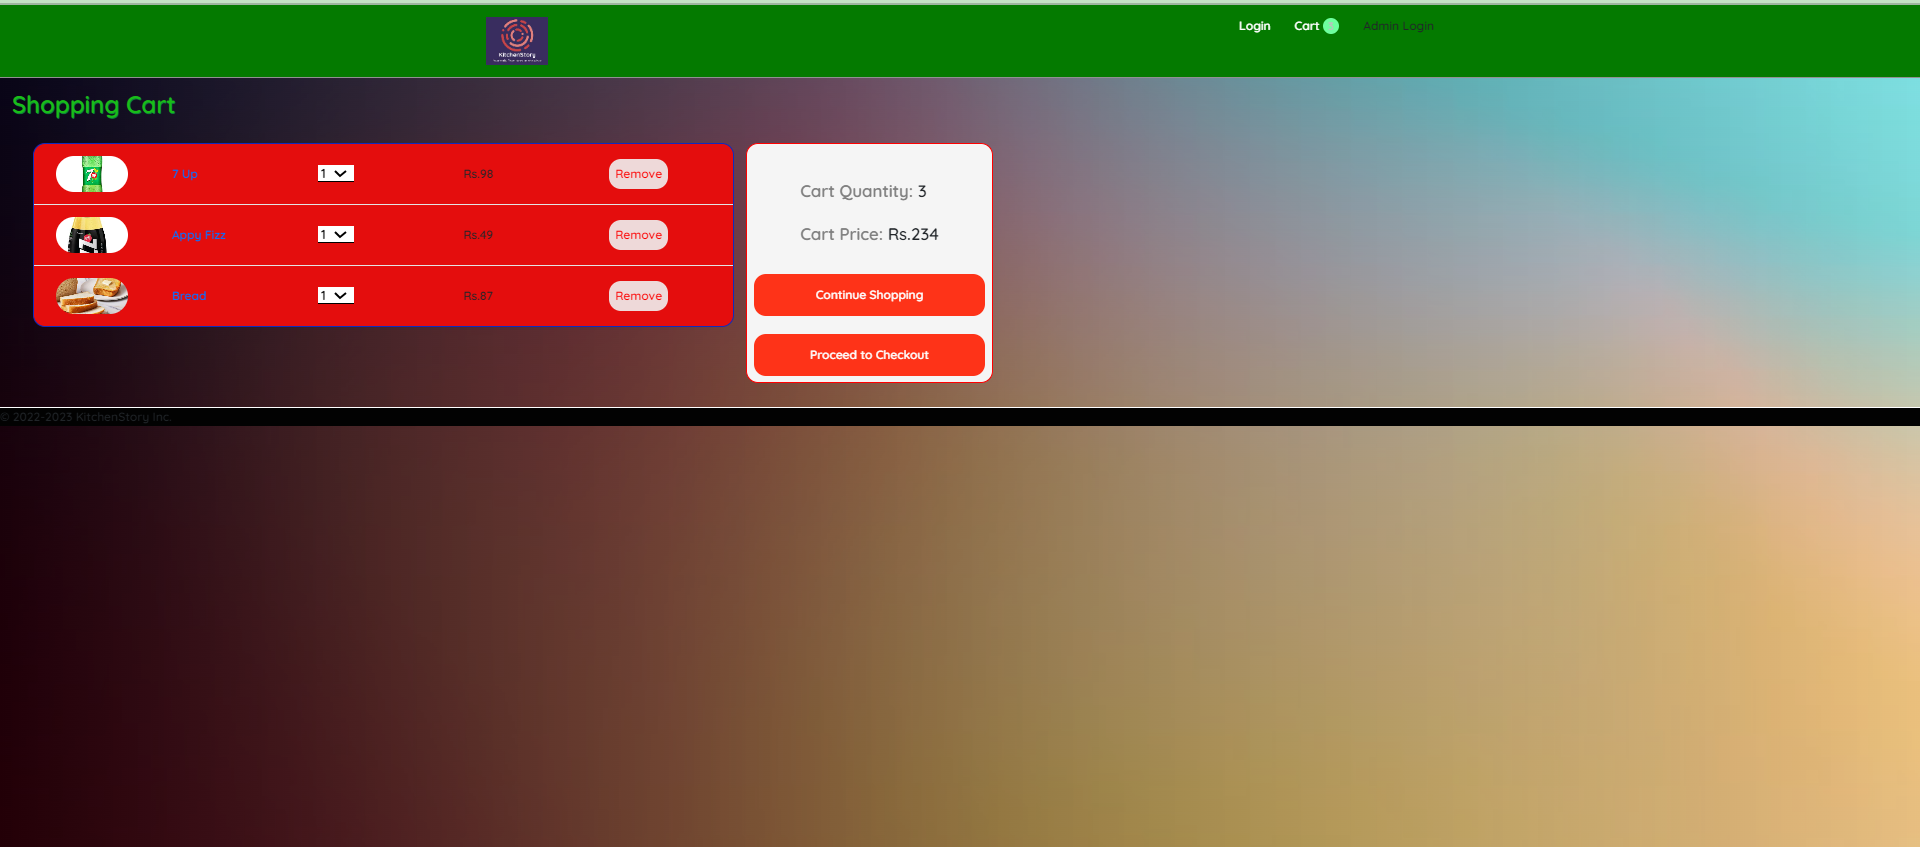 KitchenStory
Login
Cart
Admin Login
Shopping Cart
7 Up
1
Rs.98
Remove
Appy Fizz
1
Rs.49
Remove
Bread
1
Rs.87
Remove
Cart Quantity: 3
Cart Price: Rs.234
Continue Shopping
Proceed to Checkout
© 2022-2023 KitchenStory Inc.